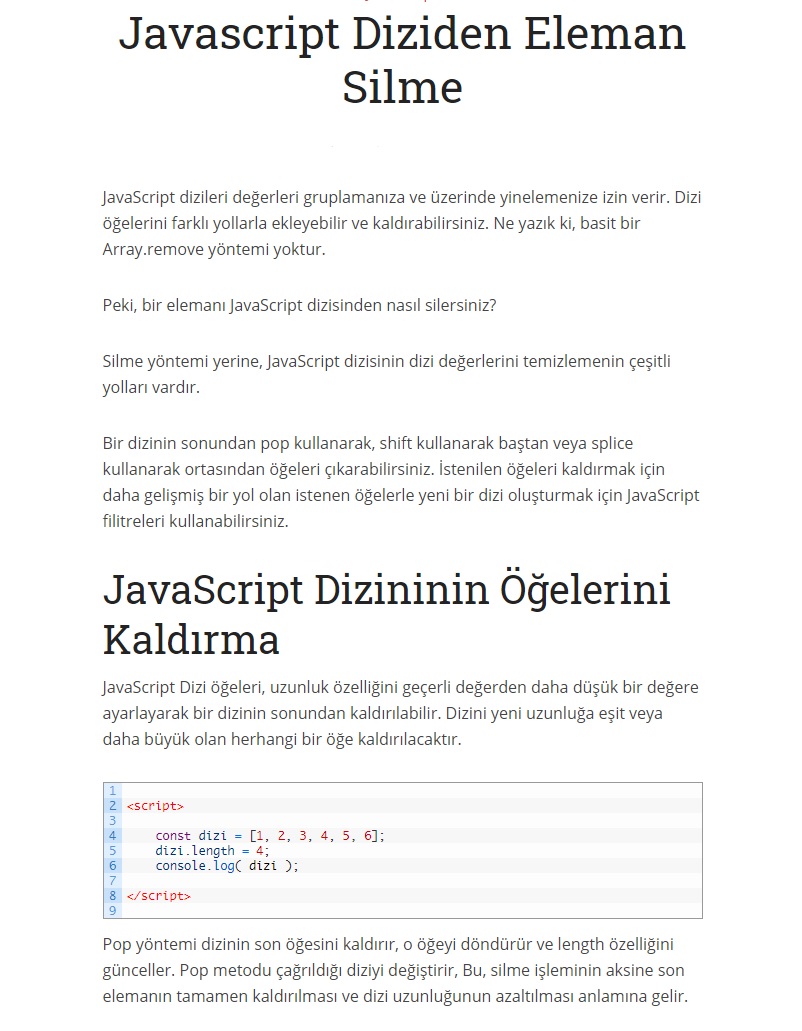 Javascript Diziden Eleman
Silme
JavaScript dizileri değerleri gruplamanıza ve üzerinde yinelemenize izin verir. Dizi
öğelerini farklı yollarla ekleyebilir ve kaldırabilirsiniz. Ne yazık ki, basit bir
Array.remove yöntemi yoktur.
Peki, bir elemanı JavaScript dizisinden nasıl silersiniz?
Silme yöntemi yerine, JavaScript dizisinin dizi değerlerini temizlemenin çeşitli
yolları vardır.
Bir dizinin sonundan pop kullanarak, shift kullanarak baştan veya splice
kullanarak ortasından öğeleri çıkarabilirsiniz. İstenilen öğeleri kaldırmak için
daha gelişmiş bir yol olan istenen öğelerle yeni bir dizi oluşturmak için JavaScript
filitreleri kullanabilirsiniz.
JavaScript Dizininin Öğelerini
Kaldırma
JavaScript Dizi öğeleri, uzunluk özelliğini geçerli değerden daha düşük bir değere
ayarlayarak bir dizinin sonundan kaldırılabilir. Dizini yeni uzunluğa eşit veya
daha büyük olan herhangi bir öğe kaldırılacaktır.
1
2 <script>
3
4 const dizi = [1, 2, 3, 4, 5, 6];
5 dizi.length = 4;
6 console.log( dizi );
7
8 </script>
9
Pop yöntemi dizinin son öğesini kaldırır, o öğeyi döndürür ve length özelliğini
günceller. Pop metodu çağrıldığı diziyi değiştirir, Bu, silme işleminin aksine son
elemanın tamamen kaldırılması ve dizi uzunluğunun azaltılması anlamına gelir.